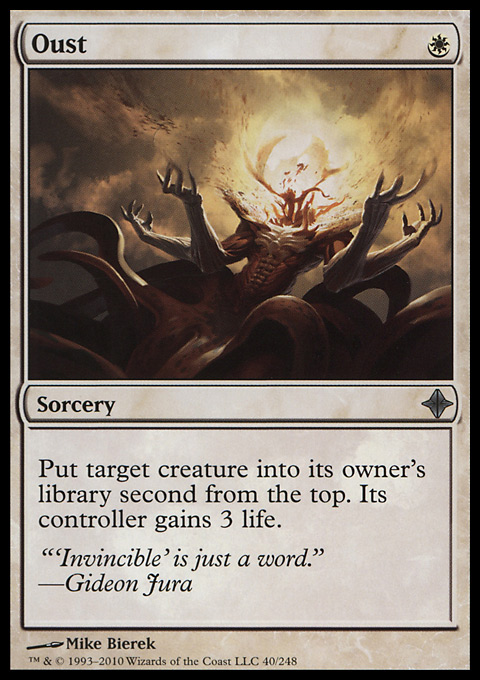 Oust
Sorcery
Put target creature into its owner's
library second from the top. Its
controller gains 3 life.
“‘Invincible’ is just a word.”
—Gideon Jura
Mike Bierek
™ & © 1993–2010 Wizards of the Coast LLC 40/248